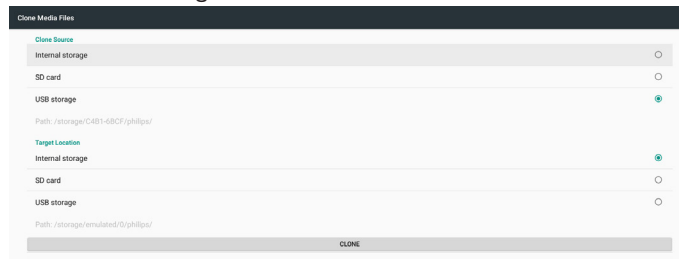 Clone Media Files
Clone Source
Internal storage
SD card
USB storage
Path: /storage/C4B1-68CF/philips/
Target Location
Internal storage
SD card
USB storage
Path: /storage/emulated/0/philips/
CLONE